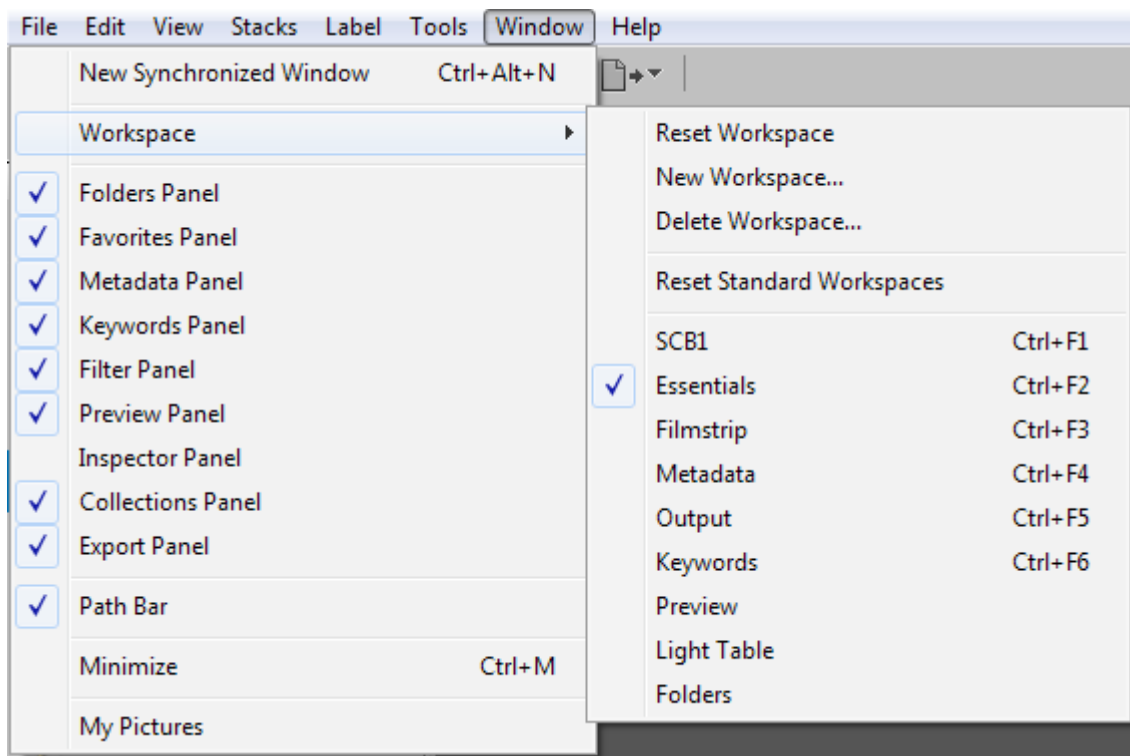 File Edit View Stacks Label Tools Window Help
New Synchronized Window Ctrl+Alt+N
Workspace
Folders Panel
Favorites Panel
Metadata Panel
Keywords Panel
Filter Panel
Preview Panel
Inspector Panel
Collections Panel
Export Panel
Path Bar
Minimize Ctrl+M
My Pictures
Reset Workspace
New Workspace...
Delete Workspace...
Reset Standard Workspaces
SCB1 Ctrl+F1
Essentials Ctrl+F2
Filmstrip Ctrl+F3
Metadata Ctrl+F4
Output Ctrl+F5
Keywords Ctrl+F6
Preview
Light Table
Folders